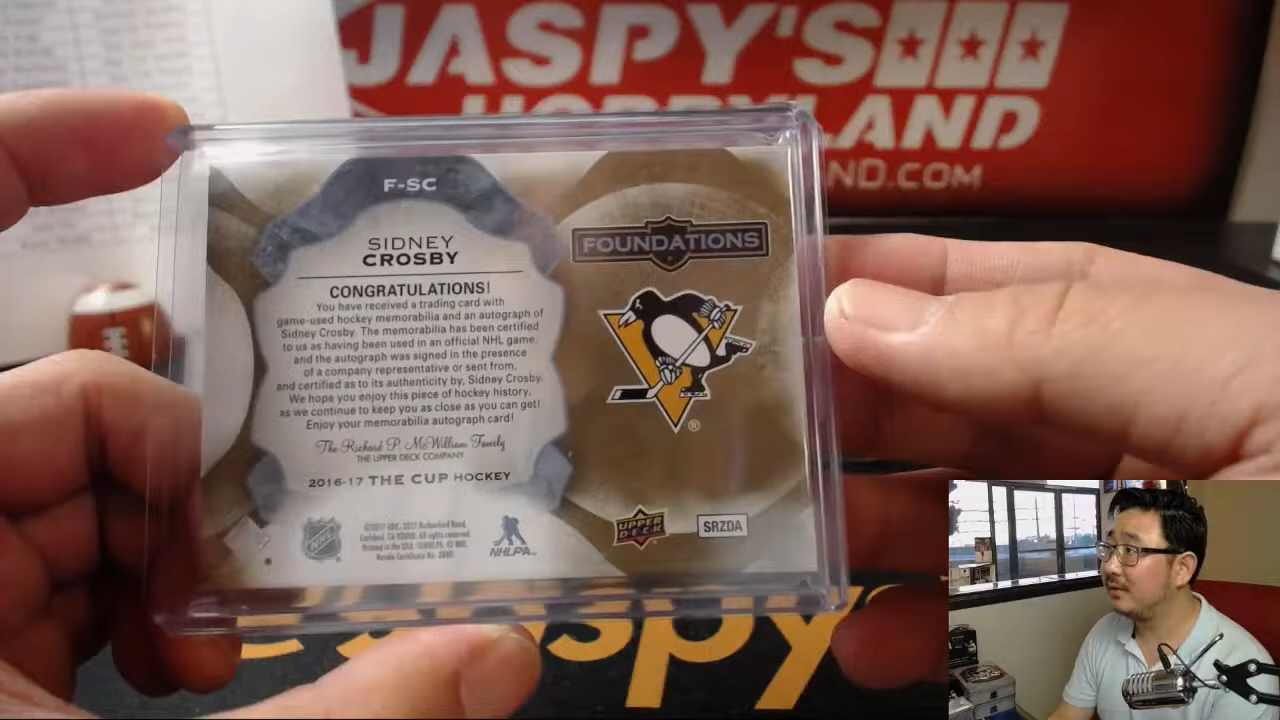 JASPY'S
HOBBYLAND
ND.COM
F-SC
SIDNEY
CROSBY
CONGRATULATIONS!
You have received a trading card with
game-used hockey memorabilia and an autograph of
Sidney Crosby. The memorabilia has been certified
to us as having been used in an official NHL game,
and the autograph was signed in the presence
of a company representative or sent from,
and certified as to its authenticity by, Sidney Crosby.
We hope you enjoy this piece of hockey history,
as we continue to keep you as close as you can get!
Enjoy your memorabilia autograph card!
The Richard P. McWilliam Family
THE UPPER DECK COMPANY
2016-17 THE CUP HOCKEY
FOUNDATIONS
®
NHL
NHLPA
UPPER
DECK
SRZDA
Jaspy